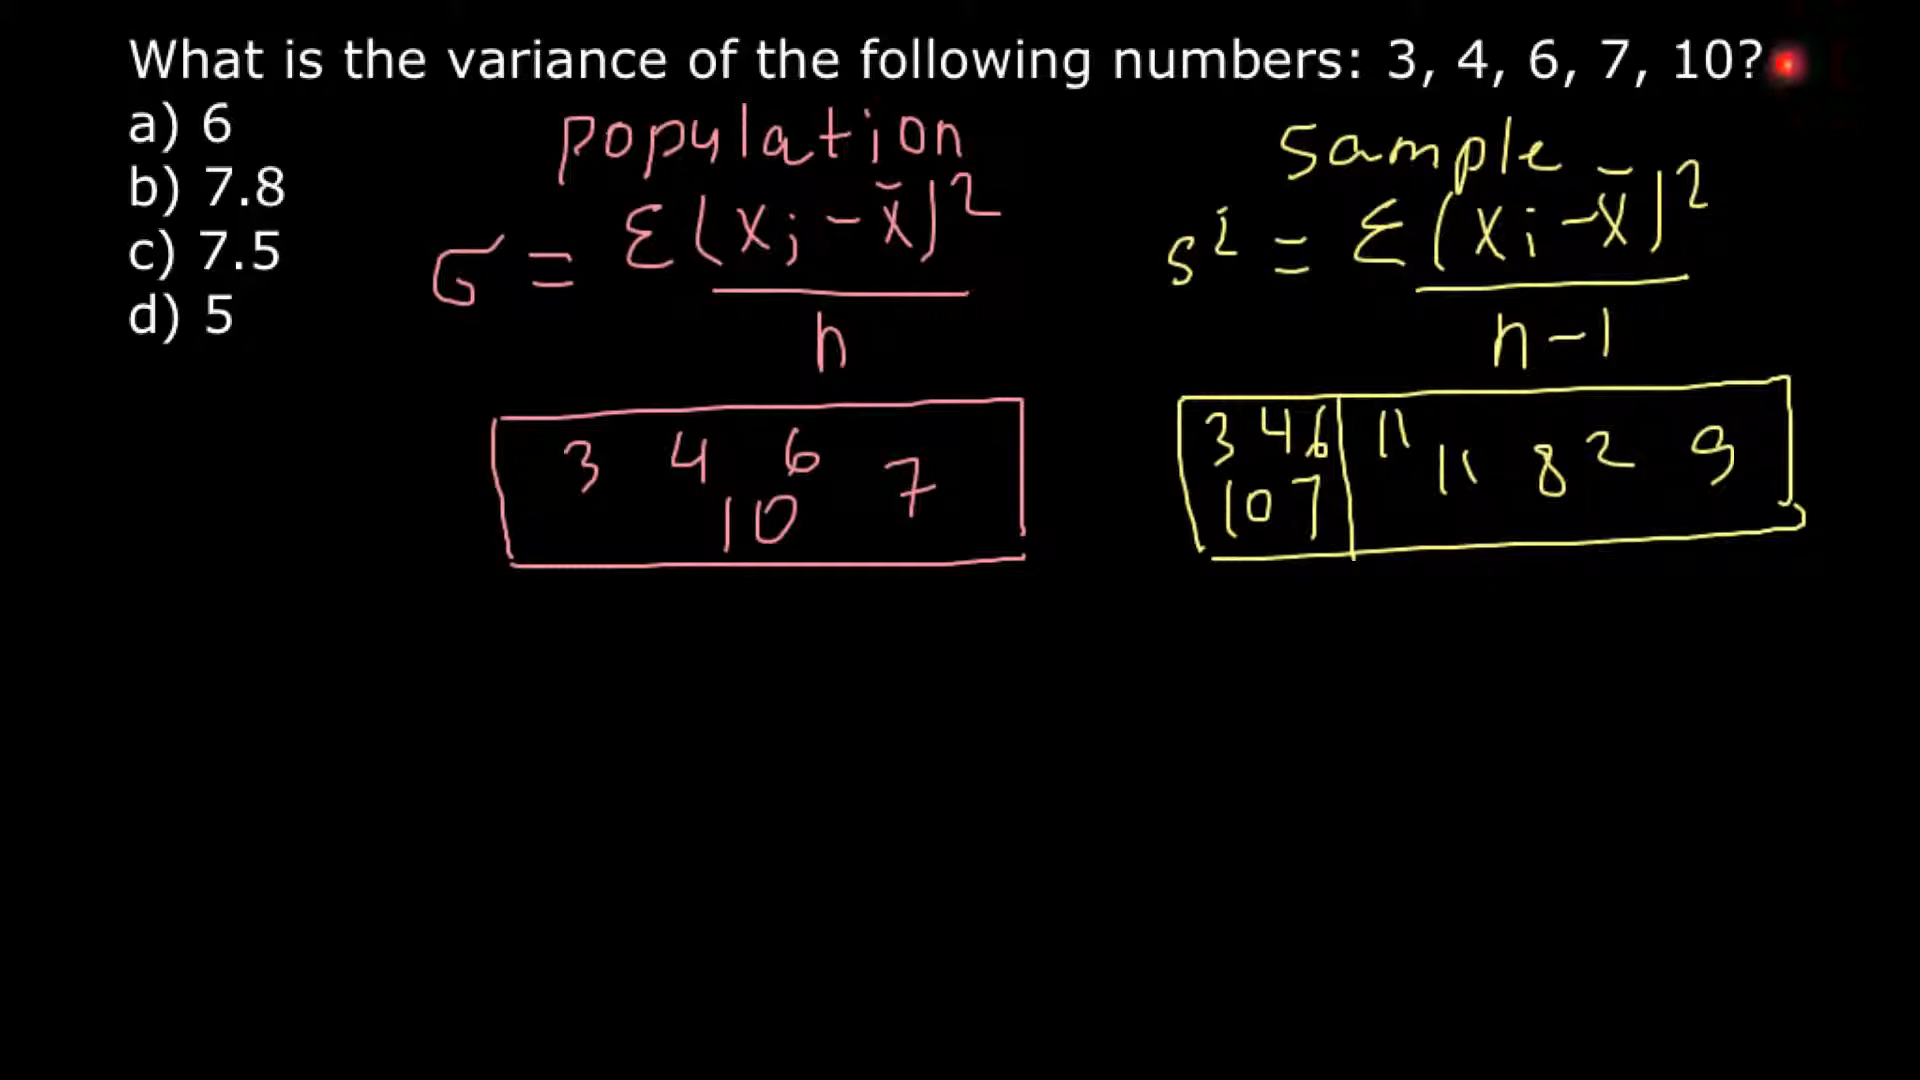 What is the variance of the following numbers: 3, 4, 6, 7, 10?
a) 6
b) 7.8
c) 7.5
d) 5
population
σ = Σ(xᵢ - x̄)²
n
3 4 6 7
10
Sample
s² = Σ(xᵢ - x̄)²
n - 1
3 4 6 11 11 8 2 9
10 7